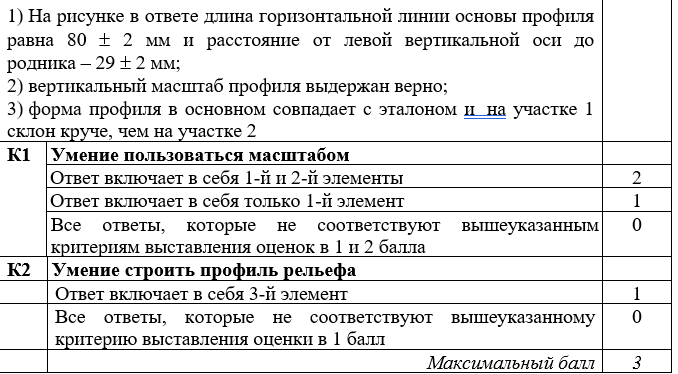 1) На рисунке в ответе длина горизонтальной линии основы профиля
равна 80 ± 2 мм и расстояние от левой вертикальной оси до
родника – 29 ± 2 мм;
2) вертикальный масштаб профиля выдержан верно;
3) форма профиля в основном совпадает с эталоном и на участке 1
склон круче, чем на участке 2
К1 Умение пользоваться масштабом
Ответ включает в себя 1-й и 2-й элементы 2
Ответ включает в себя только 1-й элемент 1
Все ответы, которые не соответствуют вышеуказанным 0
критериям выставления оценок в 1 и 2 балла
К2 Умение строить профиль рельефа
Ответ включает в себя 3-й элемент 1
Все ответы, которые не соответствуют вышеуказанному 0
критерию выставления оценки в 1 балл
Максимальный балл 3